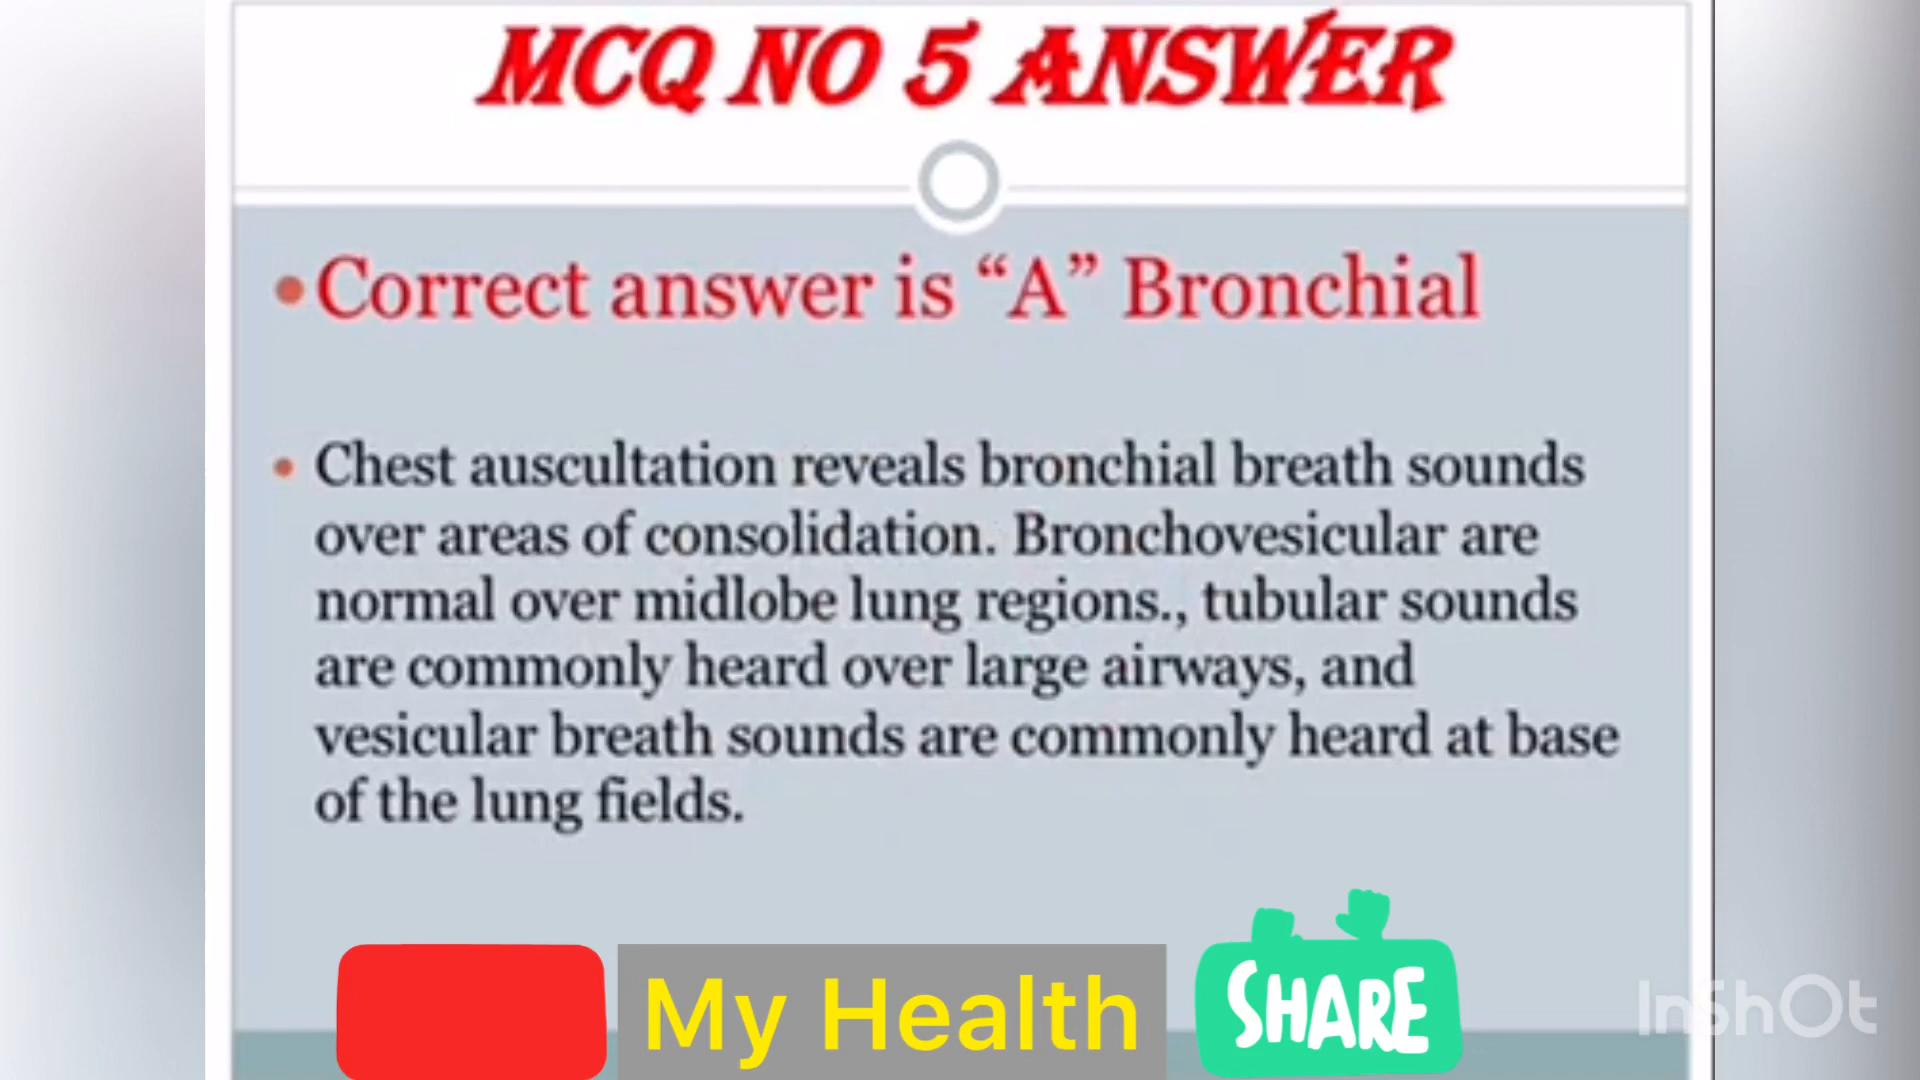 MCQ NO 5 ANSWER
• Correct answer is “A” Bronchial
• Chest auscultation reveals bronchial breath sounds
over areas of consolidation. Bronchovesicular are
normal over midlobe lung regions., tubular sounds
are commonly heard over large airways, and
vesicular breath sounds are commonly heard at base
of the lung fields.
My Health
SHARE
InShOt